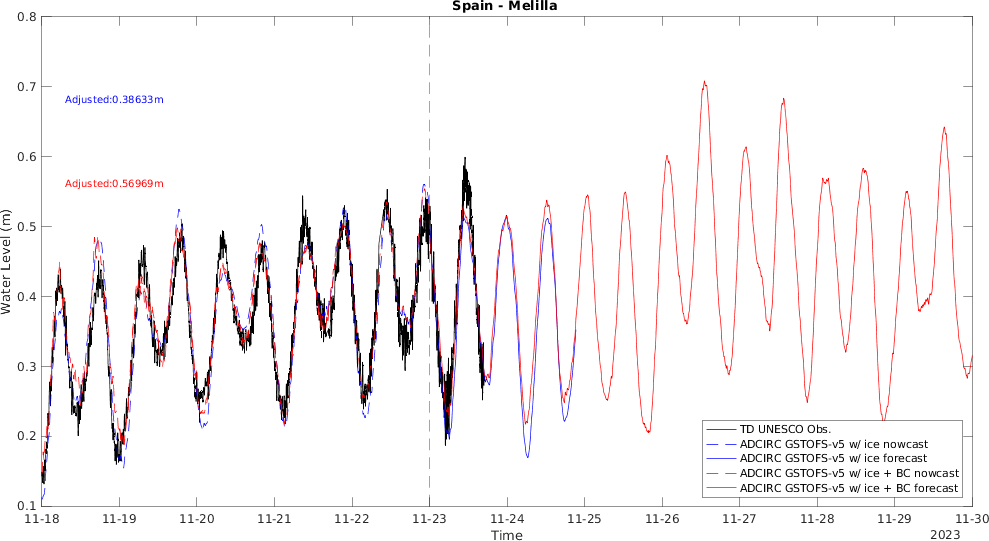 Spain - Melilla
0.8
0.7
0.6
0.5
0.4
0.3
0.2
0.1
Water Level (m)
Adjusted:0.38633m
Adjusted:0.56969m
TD UNESCO Obs.
ADCIRC GSTOFS-v5 w/ ice nowcast
ADCIRC GSTOFS-v5 w/ ice forecast
ADCIRC GSTOFS-v5 w/ ice + BC nowcast
ADCIRC GSTOFS-v5 w/ ice + BC forecast
11-18 11-19 11-20 11-21 11-22 11-23 11-24 11-25 11-26 11-27 11-28 11-29 11-30
Time
2023